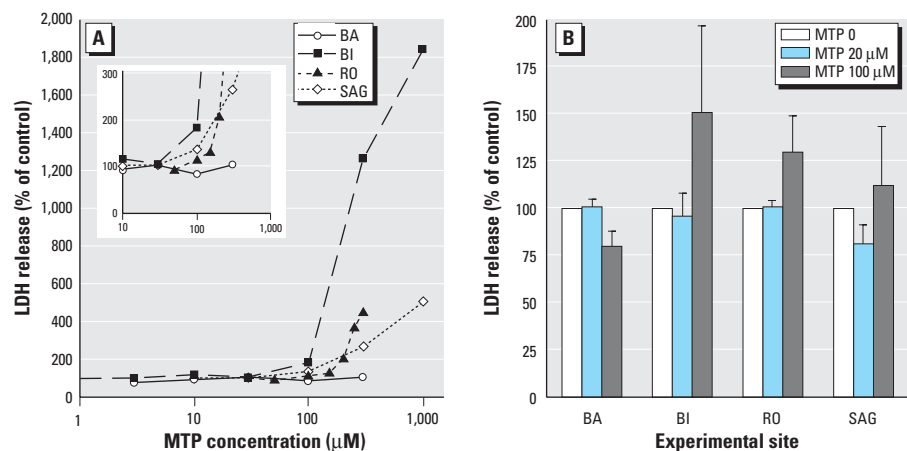 A
LDH release (% of control)
2,000
1,800
1,600
1,400
1,200
1,000
800
600
400
200
0
1
10
100
1,000
MTP concentration (μM)
BA
BI
RO
SAG
300
200
100
0
10
100
1,000
B
LDH release (% of control)
200
175
150
125
100
75
50
25
0
MTP 0
MTP 20 μM
MTP 100 μM
BA
BI
RO
SAG
Experimental site